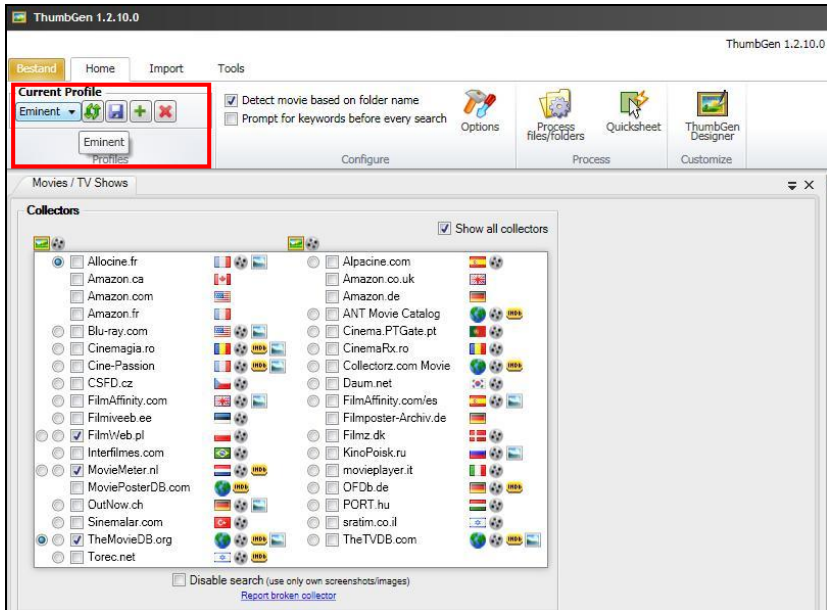 ThumbGen 1.2.10.0
ThumbGen 1.2.10.0
Bestand Home Import Tools
Current Profile
Eminent
Eminent
Profiles
Detect movie based on folder name
Prompt for keywords before every search
Options
Configure
Process files/folders
Quicksheet
Process
ThumbGen Designer
Customize
Movies / TV Shows
Collectors
Show all collectors
Allocine.fr Alpacine.com
Amazon.ca Amazon.co.uk
Amazon.com Amazon.de
Amazon.fr ANT Movie Catalog
Blu-ray.com Cinema.PTGate.pt
Cinemagia.ro CinemaRx.ro
Cine-Passion Collectorz.com Movie
CSFD.cz Daum.net
FilmAffinity.com FilmAffinity.com/es
Filmiveeb.ee Filmposter-Archiv.de
FilmWeb.pl Filmz.dk
Interfilmes.com KinoPoisk.ru
MovieMeter.nl movieplayer.it
MoviePosterDB.com OFDb.de
OutNow.ch PORT.hu
Sinemalar.com sratim.co.il
TheMovieDB.org TheTVDB.com
Torec.net
Disable search (use only own screenshots/images)
Report broken collector